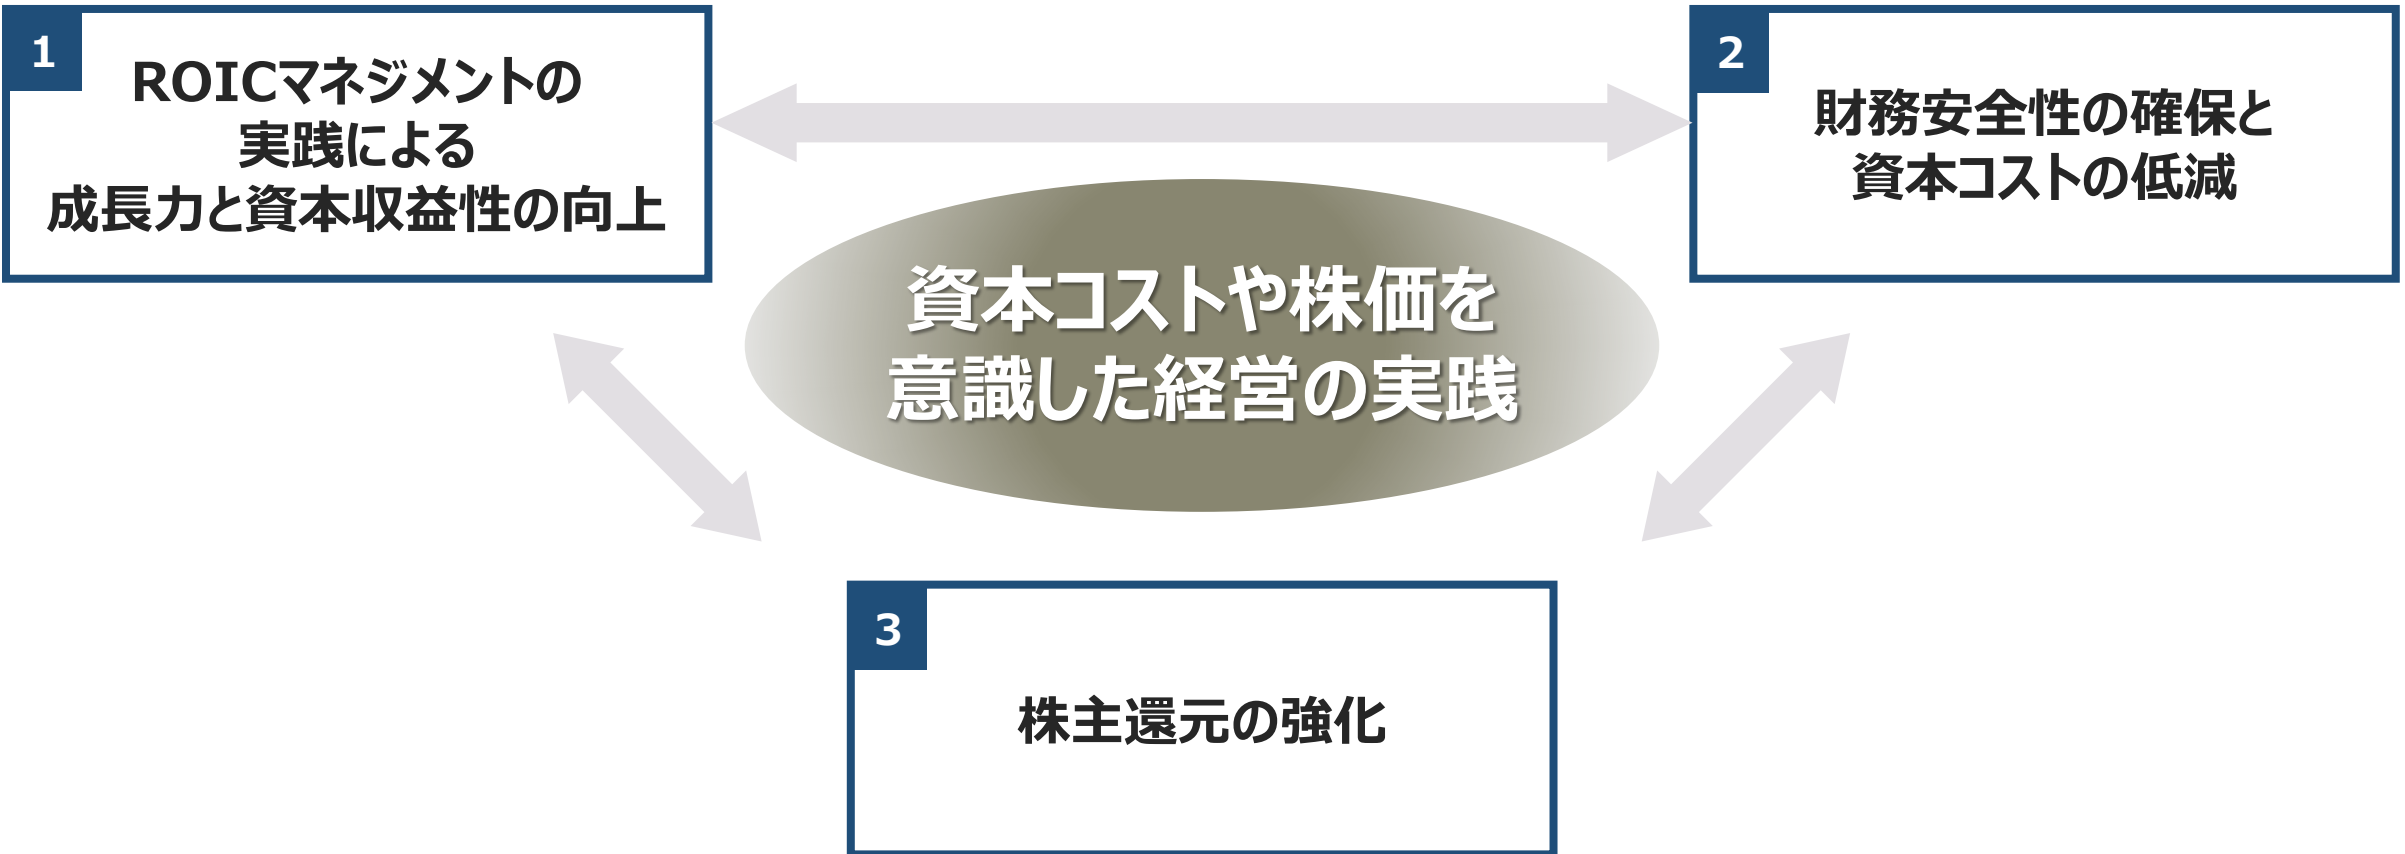 1
ROICマネジメントの
実践による
成長力と資本収益性の向上
2
財務安全性の確保と
資本コストの低減
資本コストや株価を
意識した経営の実践
3
株主還元の強化